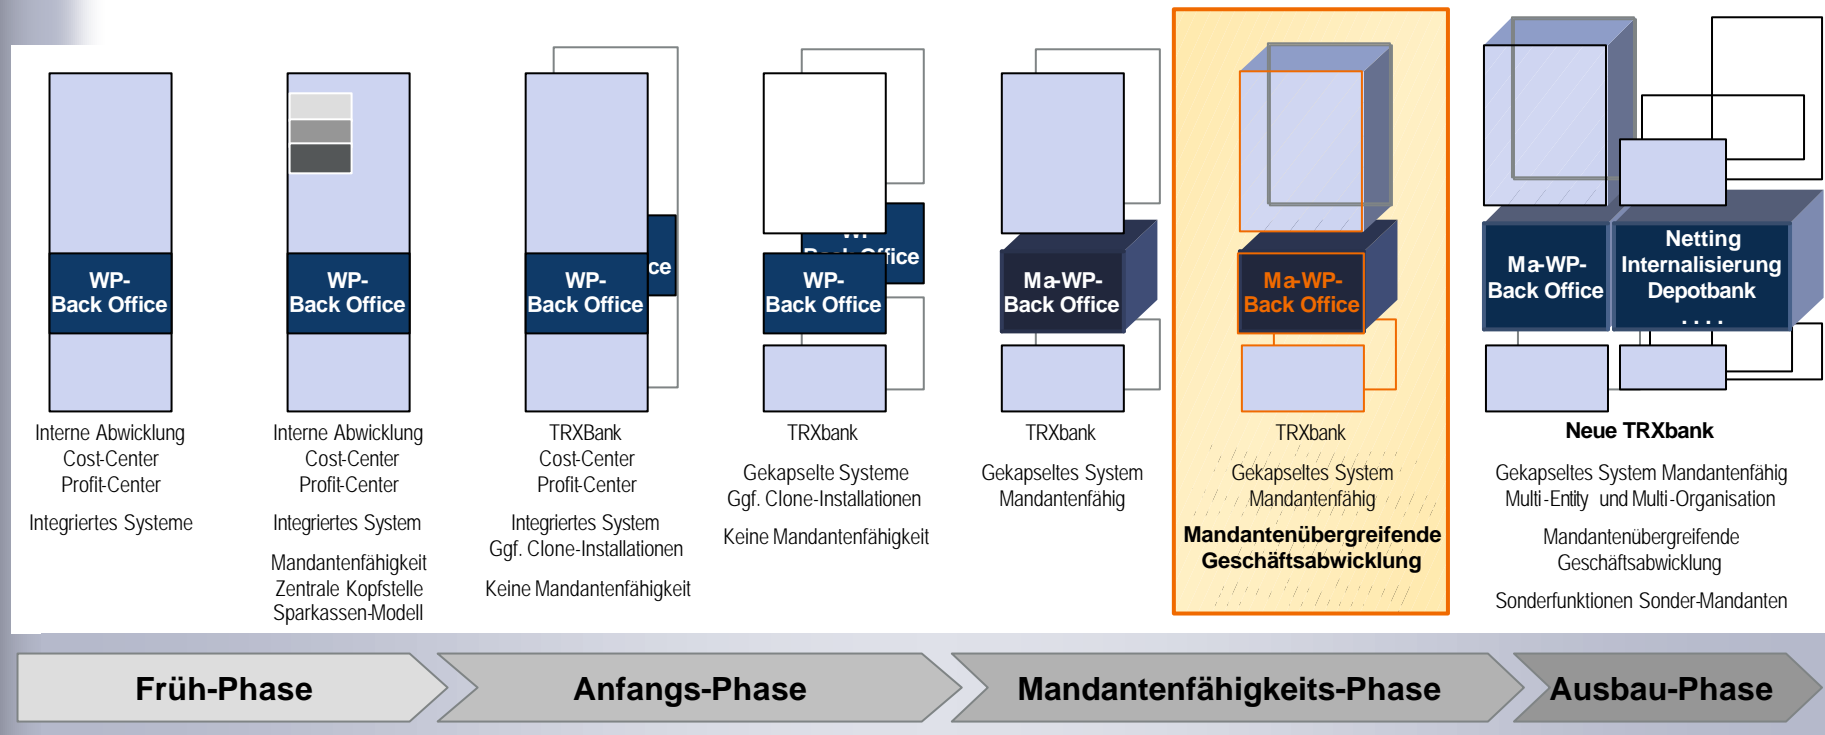 WP-
Back Office
Interne Abwicklung
Cost-Center
Profit-Center
Integriertes Systeme
WP-
Back Office
Interne Abwicklung
Cost-Center
Profit-Center
Integriertes System
Mandantenfähigkeit
Zentrale Kopfstelle
Sparkassen-Modell
WP-
Back Office
ce
TRXBank
Cost-Center
Profit-Center
Integriertes System
Ggf. Clone-Installationen
Keine Mandantenfähigkeit
WP-
Back Office
WP-
Back Office
TRXbank
Gekapselte Systeme
Ggf. Clone-Installationen
Keine Mandantenfähigkeit
Ma-WP-
Back Office
TRXbank
Gekapseltes System
Mandantenfähig
Ma-WP-
Back Office
TRXbank
Gekapseltes System
Mandantenfähig
Mandantenübergreifende
Geschäftsabwicklung
Ma-WP-
Back Office
Netting
Internalisierung
Depotbank
. . . .
Neue TRXbank
Gekapseltes System Mandantenfähig
Multi-Entity und Multi-Organisation
Mandantenübergreifende
Geschäftsabwicklung
Sonderfunktionen Sonder-Mandanten
Früh-Phase
Anfangs-Phase
Mandantenfähigkeits-Phase
Ausbau-Phase